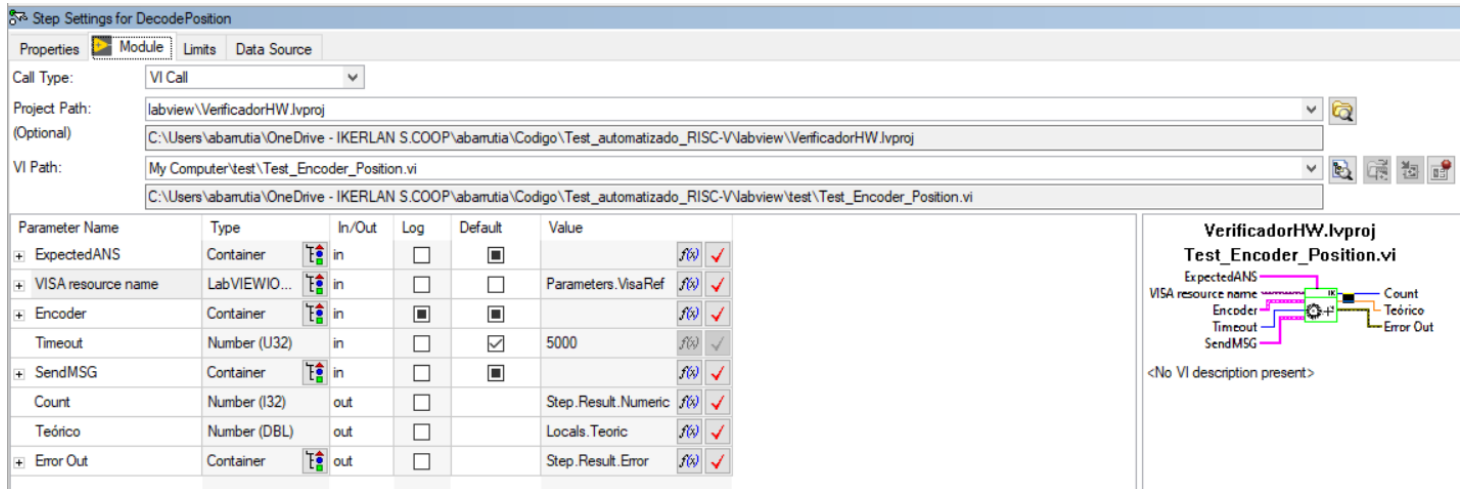 Step Settings for DecodePosition
Properties Module Limits Data Source
Call Type: VI Call
Project Path: labview\VerificadorHW.lvproj
(Optional) C:\Users\abarrutia\OneDrive - IKERLAN S.COOP\abarrutia\Codigo\Test_automatizado_RISC-V\labview\VerificadorHW.lvproj
VI Path: My Computer\test\Test_Encoder_Position.vi
C:\Users\abarrutia\OneDrive - IKERLAN S.COOP\abarrutia\Codigo\Test_automatizado_RISC-V\labview\test\Test_Encoder_Position.vi
Parameter Name Type In/Out Log Default Value
ExpectedANS Container in f(x)
VISA resource name LabVIEWIO... in Parameters.VisaRef f(x)
Encoder Container in f(x)
Timeout Number (U32) in 5000 f(x)
SendMSG Container in f(x)
Count Number (I32) out Step.Result.Numeric f(x)
Teórico Number (DBL) out Locals.Teoric f(x)
Error Out Container out Step.Result.Error f(x)
VerificadorHW.lvproj
Test_Encoder_Position.vi
ExpectedANS
VISA resource name
Encoder
Timeout
SendMSG
IK
Count
Teórico
Error Out
<No VI description present>